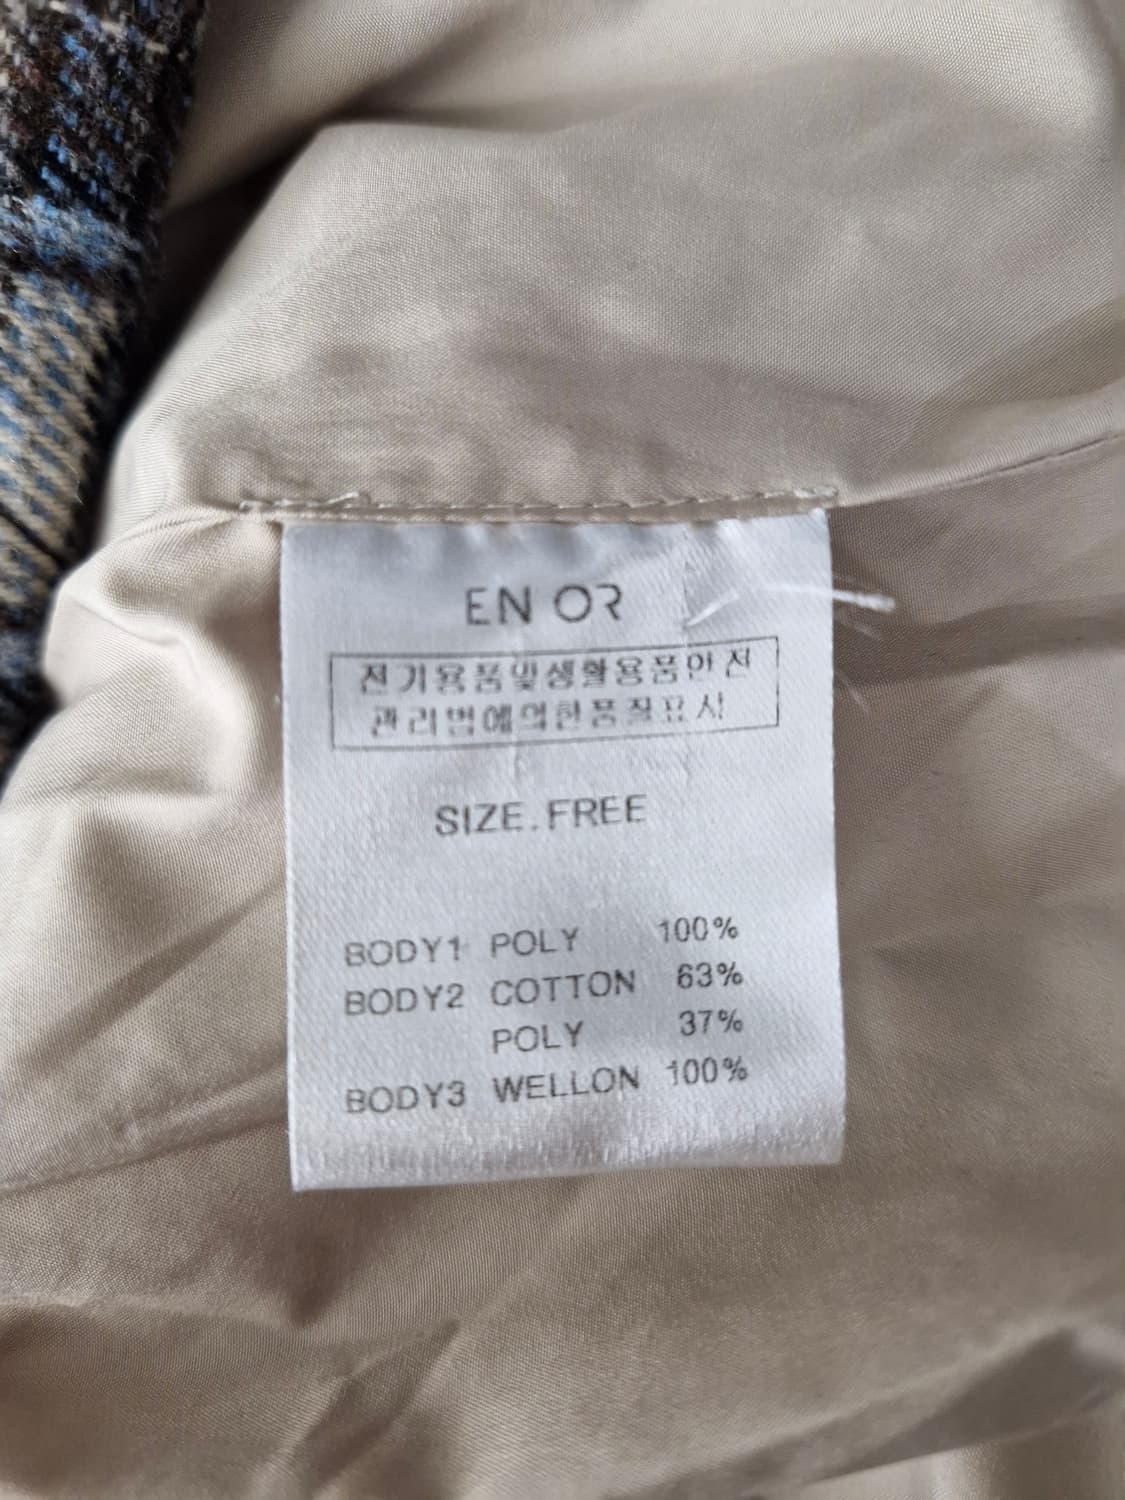 EN OR
전기용품및생활용품안전
관리법에의한품질표시
SIZE.FREE
BODY1 POLY 100%
BODY2 COTTON 63%
POLY 37%
BODY3 WELLON 100%